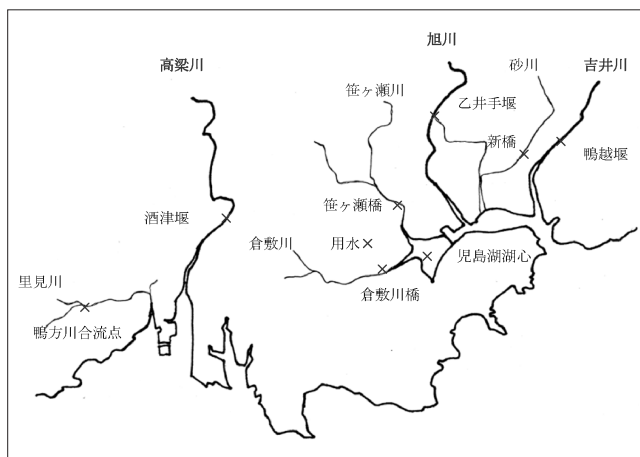 旭川
高梁川
砂川
吉井川
笹ヶ瀬川
乙井手堰
新橋
鴨越堰
笹ヶ瀬橋
酒津堰
用水
倉敷川
児島湖湖心
里見川
倉敷川橋
鴨方川合流点